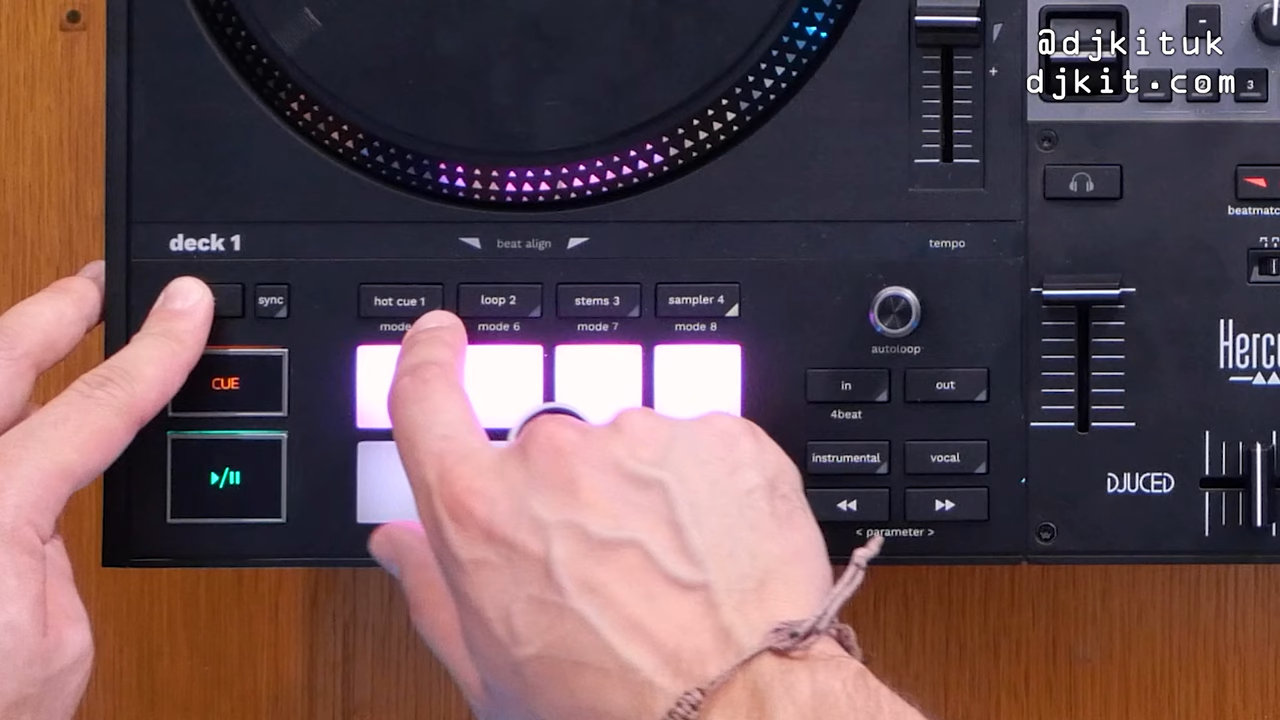 @djkituk
djkit.com
-
+
3
beatmatc
deck 1
beat align
tempo
sync
hot cue 1
loop 2
stems 3
sampler 4
mode
mode 6
mode 7
mode 8
autoloop
CUE
in
out
4beat
Herc
instrumental
vocal
DJUCED
< parameter >